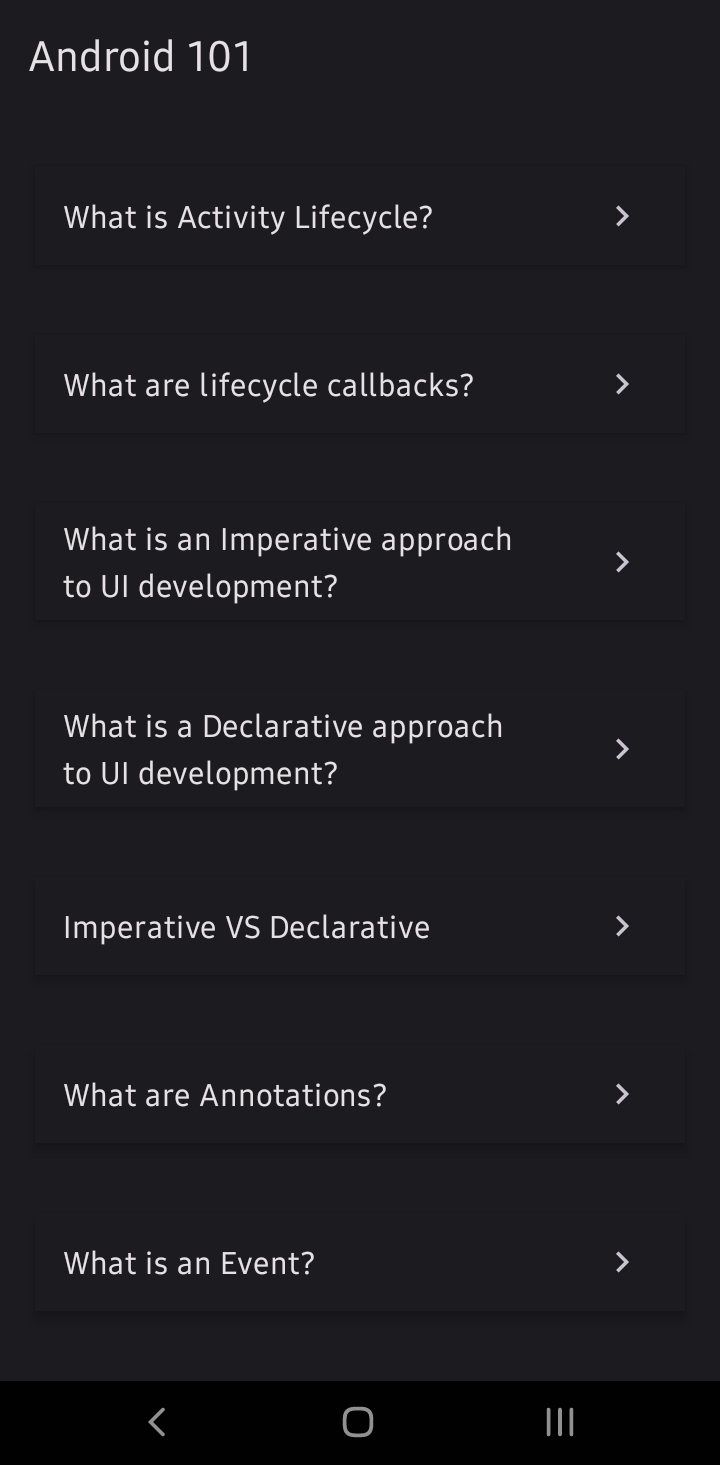 Android 101
What is Activity Lifecycle?
What are lifecycle callbacks?
What is an Imperative approach
to UI development?
What is a Declarative approach
to UI development?
Imperative VS Declarative
What are Annotations?
What is an Event?